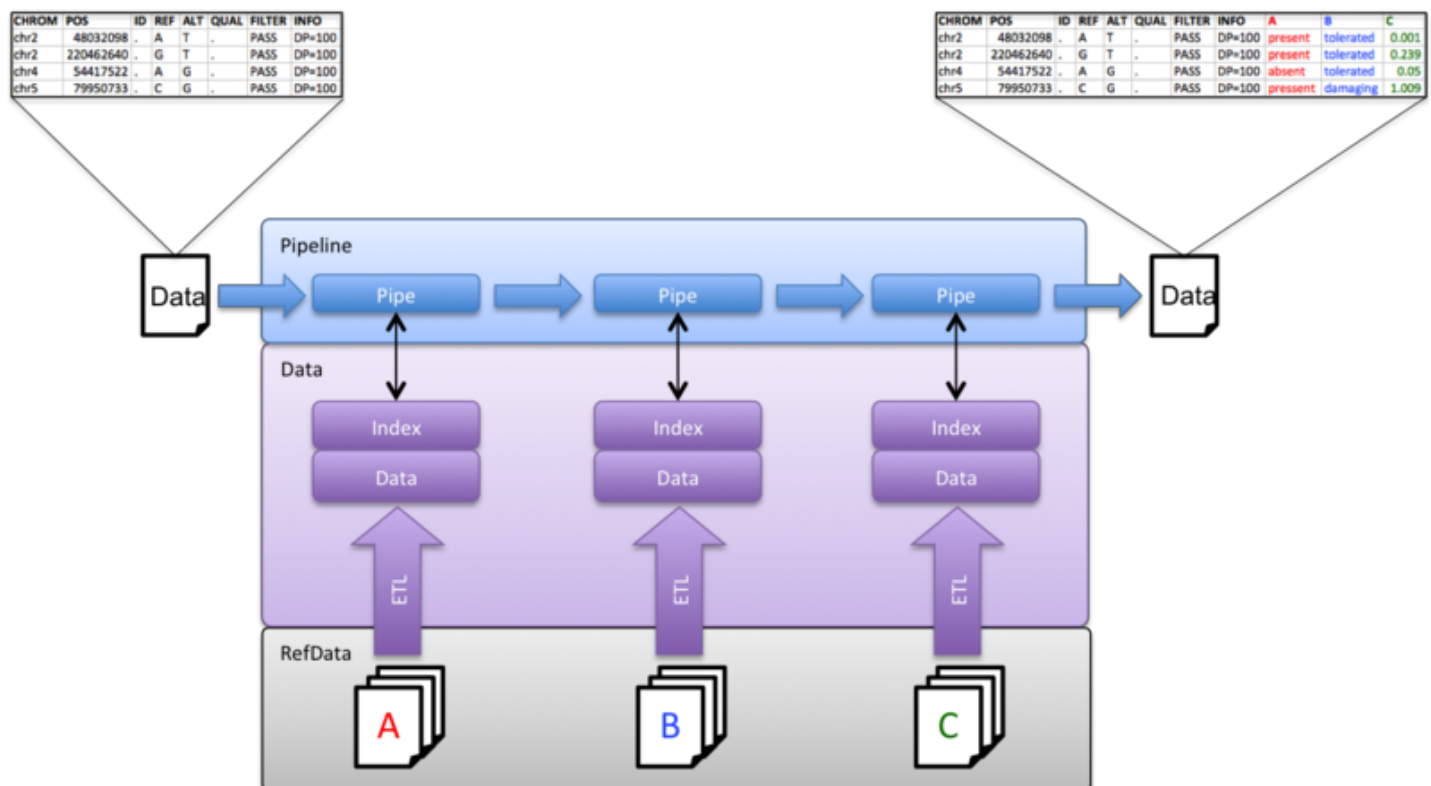 CHROM POS ID REF ALT QUAL FILTER INFO
chr2 48032098 . A T . PASS DP=100
chr2 220462640 . G T . PASS DP=100
chr4 54417522 . A G . PASS DP=100
chr5 79950733 . C G . PASS DP=100
CHROM POS ID REF ALT QUAL FILTER INFO A B C
chr2 48032098 . A T . PASS DP=100 present tolerated 0.001
chr2 220462640 . G T . PASS DP=100 present tolerated 0.239
chr4 54417522 . A G . PASS DP=100 absent tolerated 0.05
chr5 79950733 . C G . PASS DP=100 pressent damaging 1.009
Pipeline
Data Pipe Pipe Pipe Data
Data
Index Index Index
Data Data Data
ETL ETL ETL
RefData
A B C